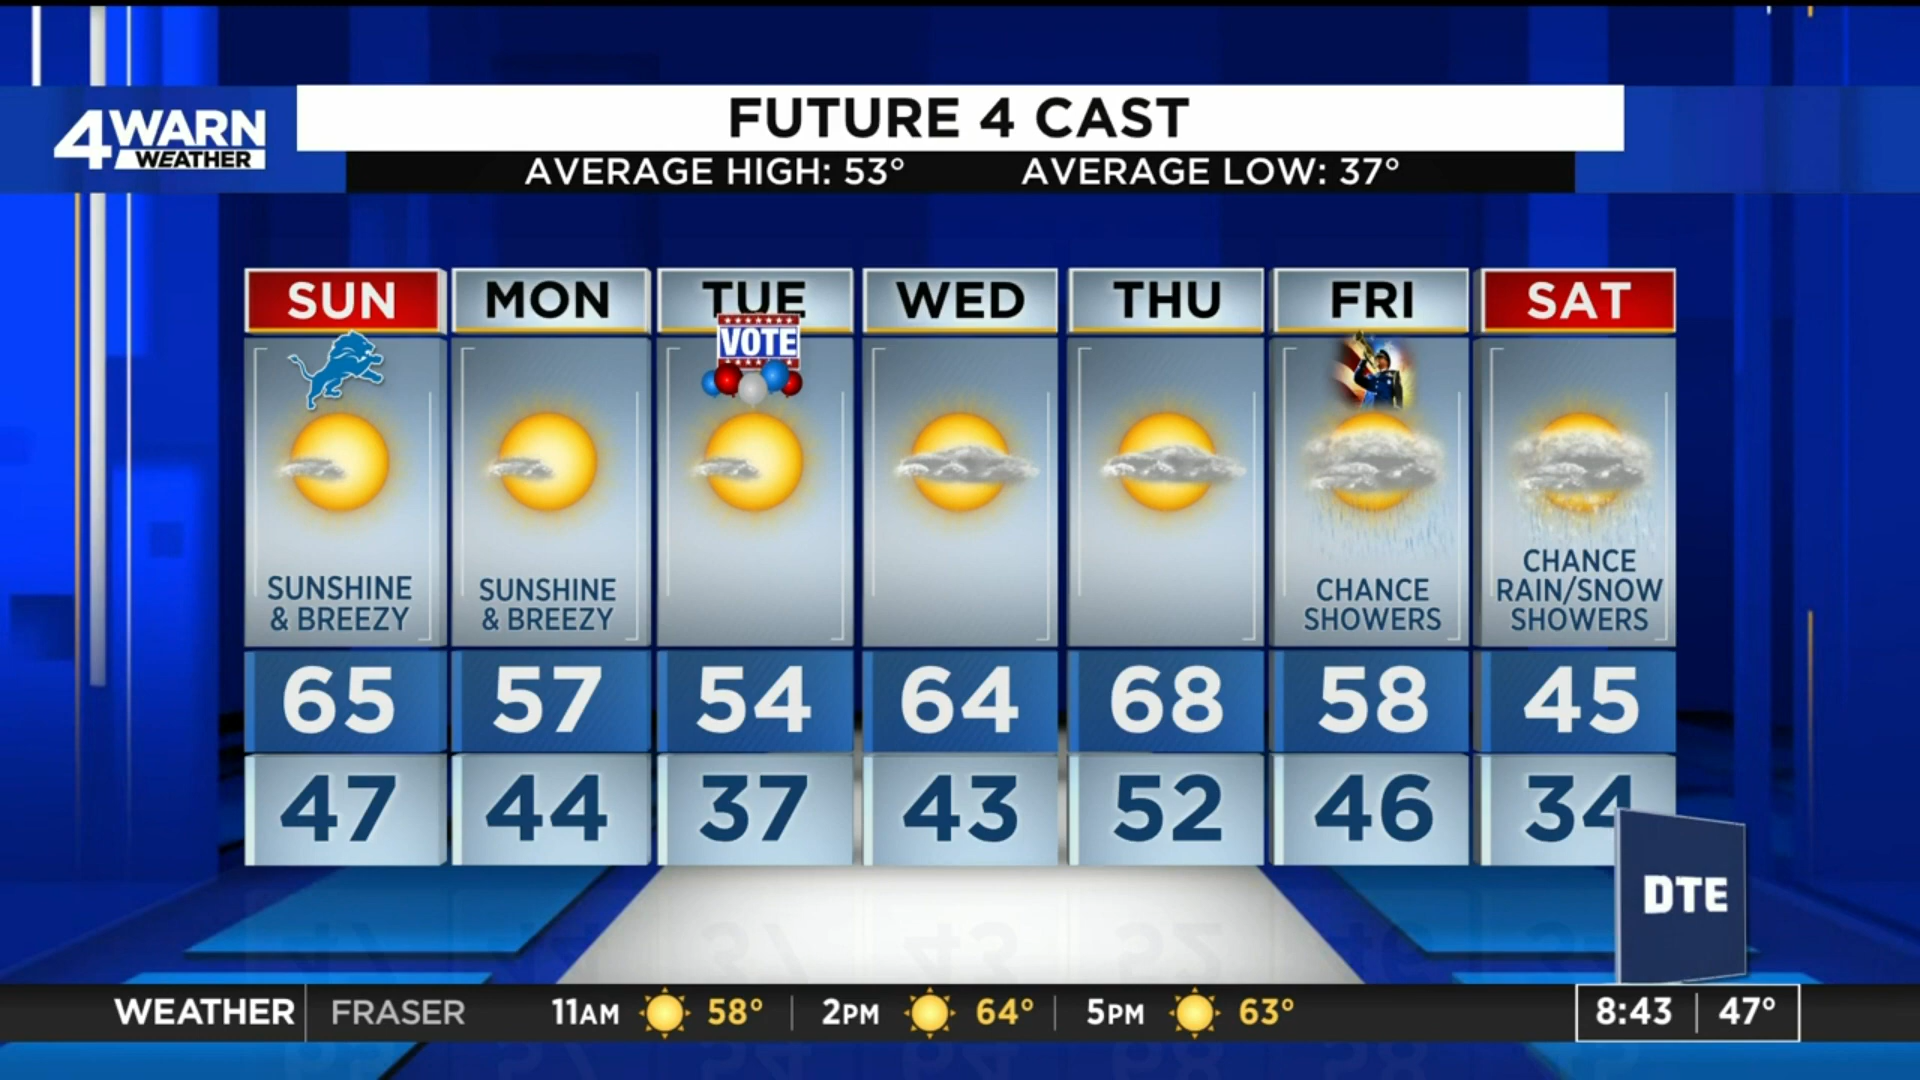 4WARN
WEATHER
FUTURE 4 CAST
AVERAGE HIGH: 53° AVERAGE LOW: 37°
SUN MON TUE WED THU FRI SAT
VOTE
SUNSHINE
& BREEZY
SUNSHINE
& BREEZY
CHANCE
SHOWERS
CHANCE
RAIN/SNOW
SHOWERS
65 57 54 64 68 58 45
47 44 37 43 52 46 34
DTE
WEATHER FRASER 11AM 58° 2PM 64° 5PM 63° 8:43 47°